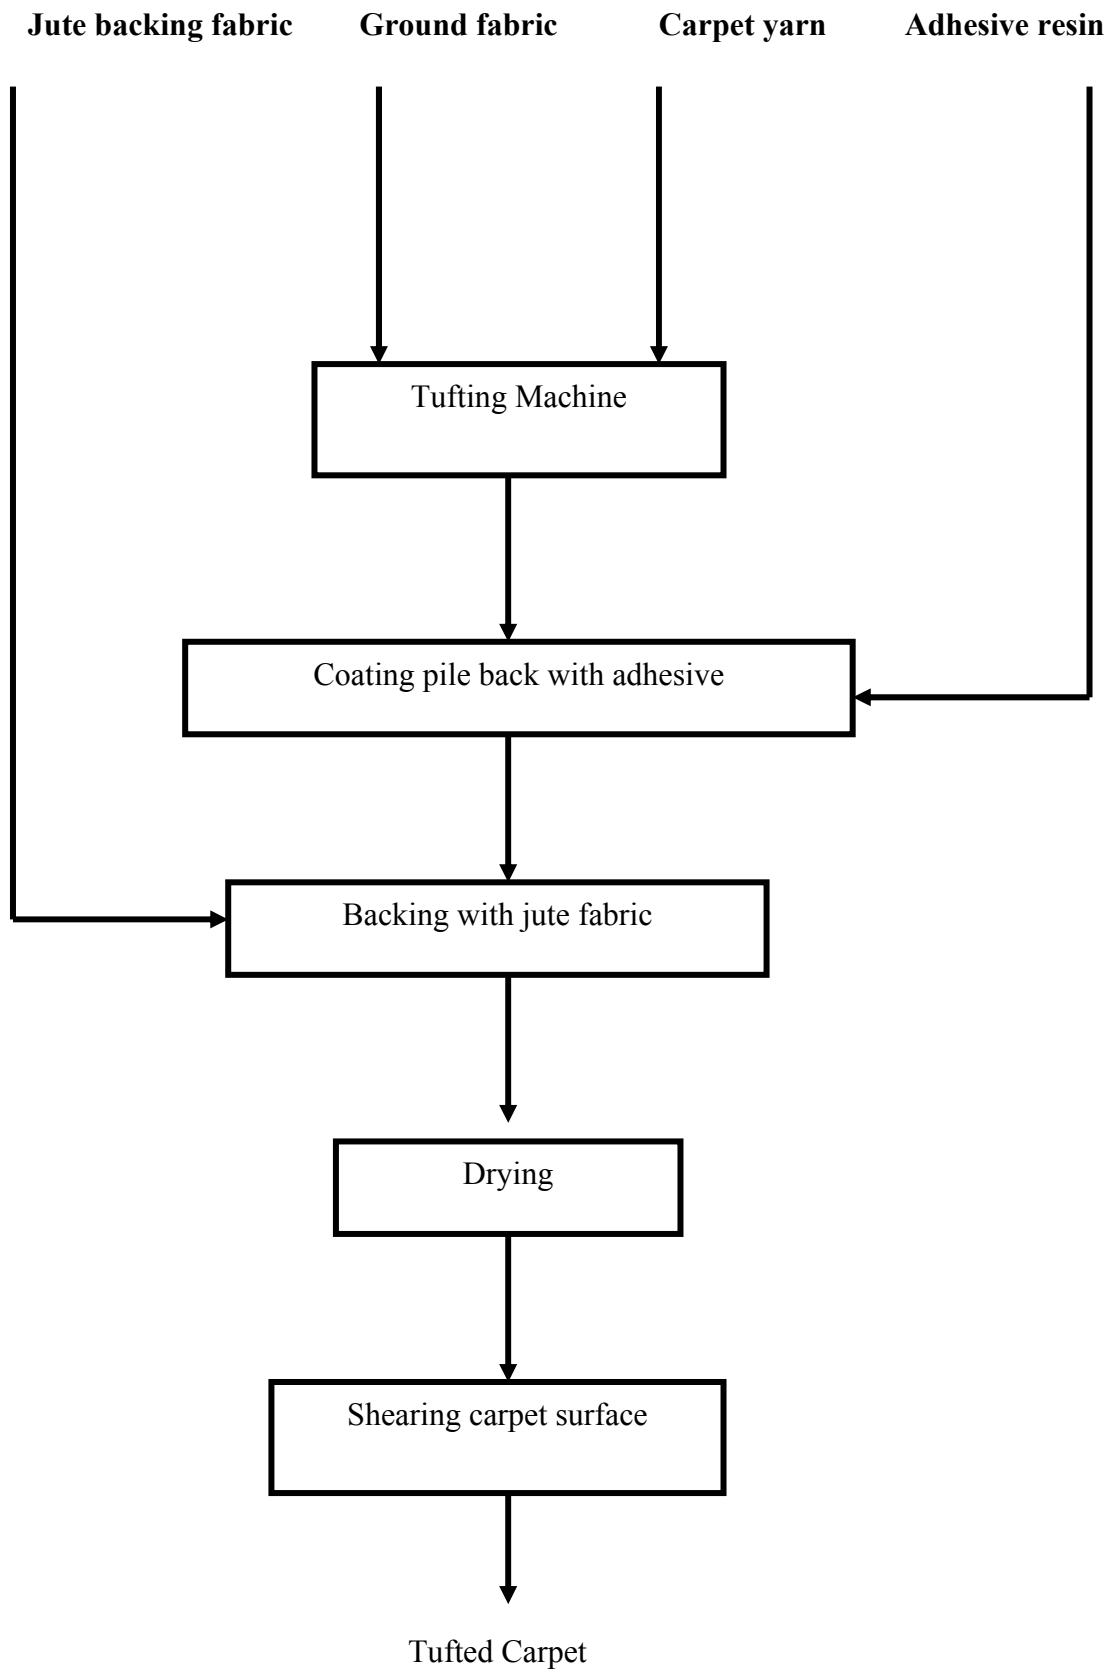 Jute backing fabric
Ground fabric
Carpet yarn
Adhesive resin
Tufting Machine
Coating pile back with adhesive
Backing with jute fabric
Drying
Shearing carpet surface
Tufted Carpet